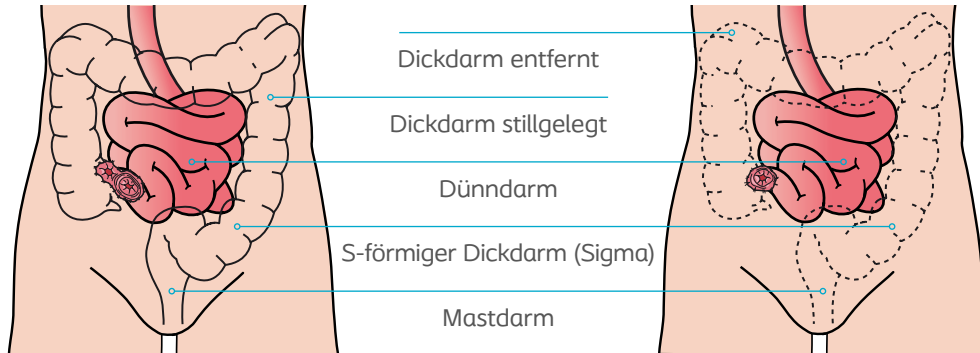 Dickdarm entfernt
Dickdarm stillgelegt
Dünndarm
S-förmiger Dickdarm (Sigma)
Mastdarm